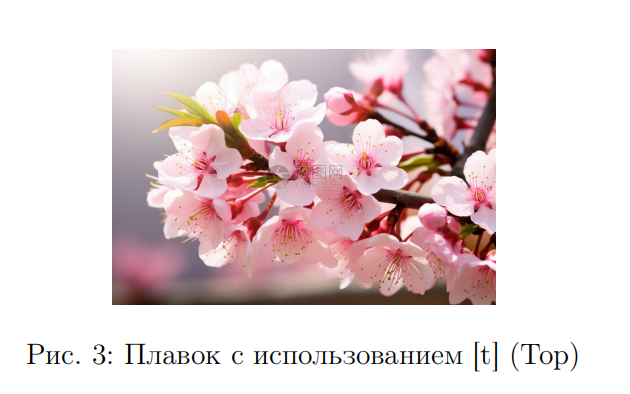 Рис. 3: Плавок с использованием [t] (Top)